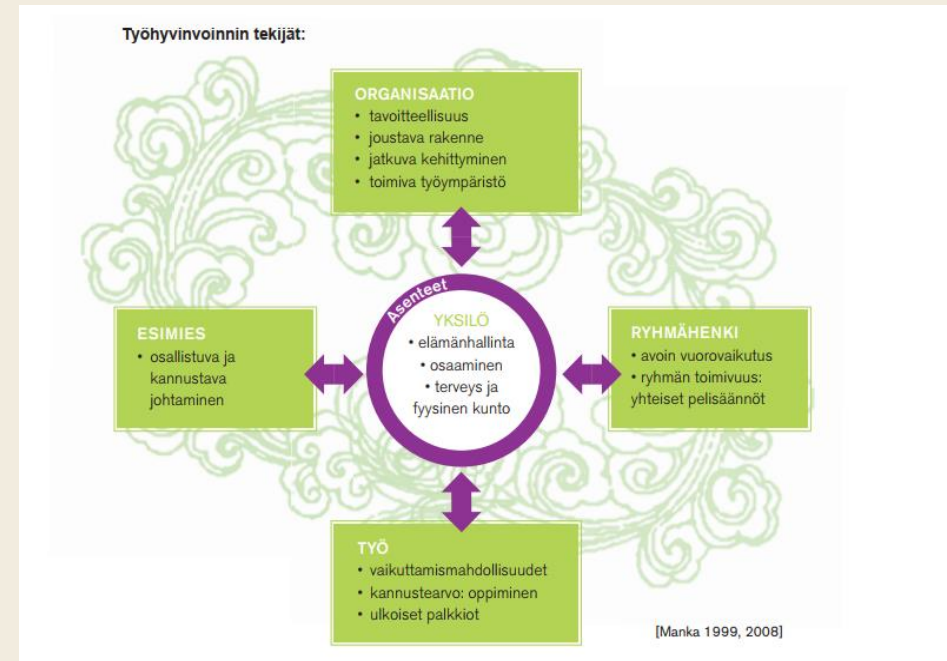 Työhyvinvoinnin tekijät:
ORGANISAATIO
• tavoitteellisuus
• joustava rakenne
• jatkuva kehittyminen
• toimiva työympäristö
ESIMIES
• osallistuva ja
kannustava
johtaminen
Asenteet
YKSILÖ
• elämänhallinta
• osaaminen
• terveys ja
fyysinen kunto
RYHMÄHENKI
• avoin vuorovaikutus
• ryhmän toimivuus:
yhteiset pelisäännöt
TYÖ
• vaikuttamismahdollisuudet
• kannustearvo: oppiminen
• ulkoiset palkkiot
[Manka 1999, 2008]